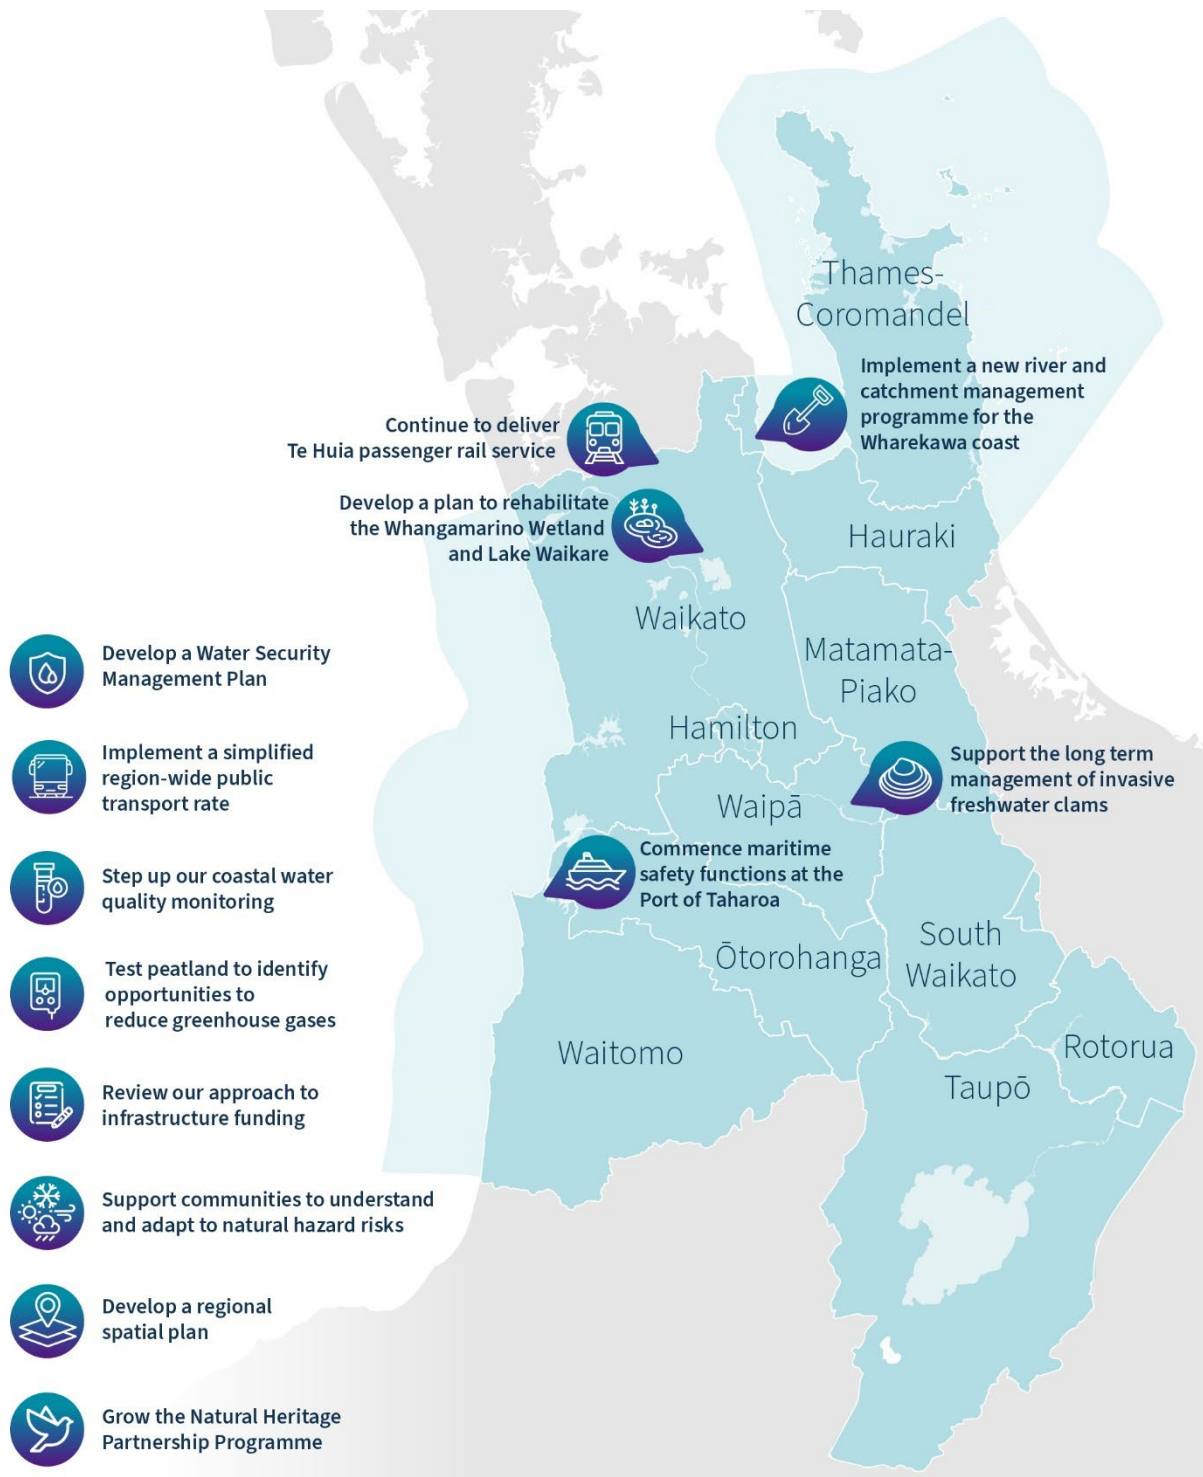 Thames-
Coromandel
Implement a new river and
catchment management
programme for the
Wharekawa coast
Continue to deliver
Te Huia passenger rail service
Develop a plan to rehabilitate
the Whangamarino Wetland
and Lake Waikare
Hauraki
Waikato
Matamata-
Piako
Hamilton
Support the long term
management of invasive
freshwater clams
Waipā
Commence maritime
safety functions at the
Port of Taharoa
South
Waikato
Ōtorohanga
Waitomo
Rotorua
Taupō
Develop a Water Security
Management Plan
Implement a simplified
region-wide public
transport rate
Step up our coastal water
quality monitoring
Test peatland to identify
opportunities to
reduce greenhouse gases
Review our approach to
infrastructure funding
Support communities to understand
and adapt to natural hazard risks
Develop a regional
spatial plan
Grow the Natural Heritage
Partnership Programme